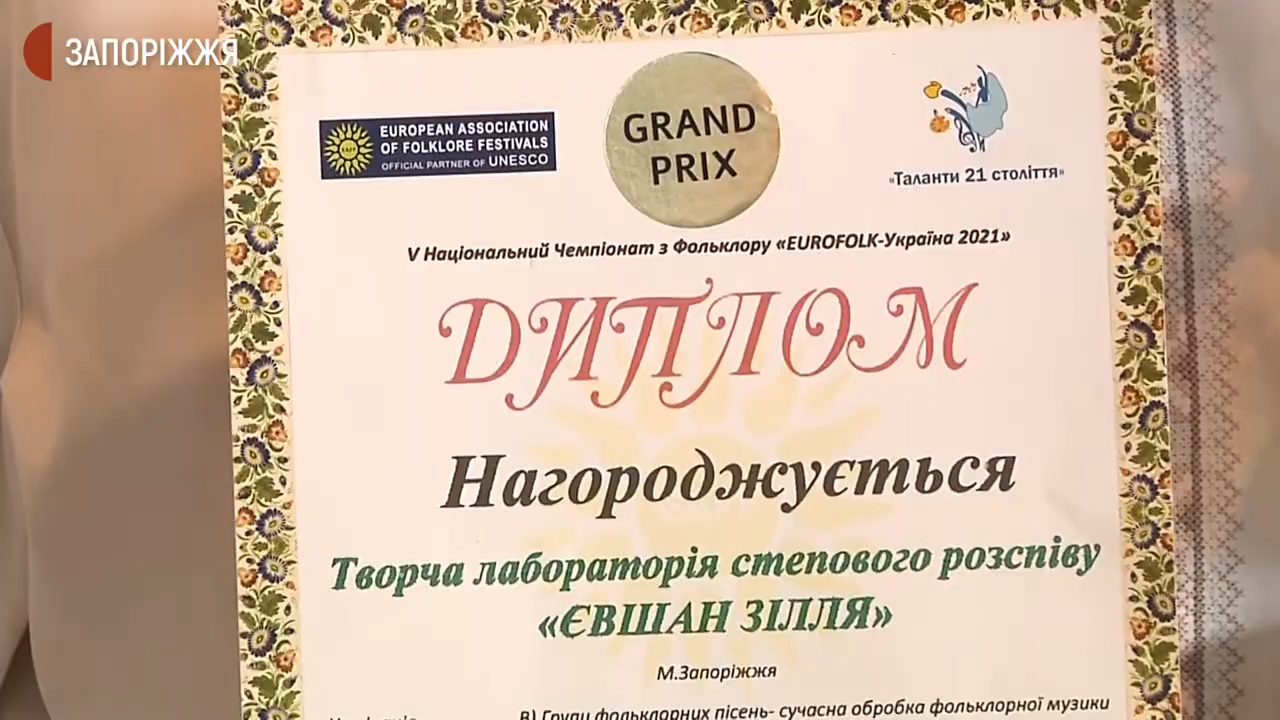 ЗАПОРІЖЖЯ
EUROPEAN ASSOCIATION
OF FOLKLORE FESTIVALS
OFFICIAL PARTNER OF UNESCO
GRAND
PRIX
«Таланти 21 століття»
V Національний Чемпіонат з Фольклору «EUROFOLK-Україна 2021»
ДИПЛОМ
Нагороджується
Творча лабораторія степового розспіву
«ЄВШАН ЗІЛЛЯ»
М.Запоріжжя
В) Групи фольклорних пісень- сучасна обробка фольклорної музики